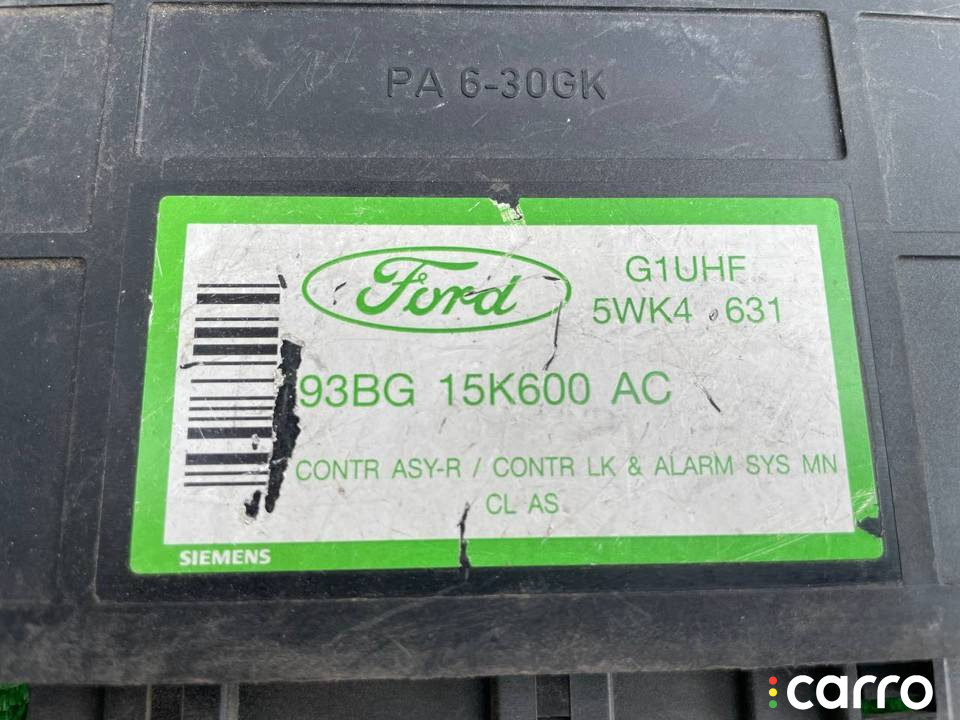 PA 6-30GK
Ford
G1UHF
5WK4 631
93BG 15K600 AC
CONTR ASY-R / CONTR LK & ALARM SYS MN
CL AS
SIEMENS
carro